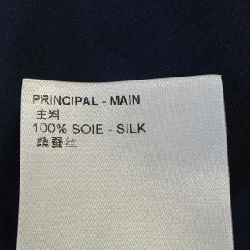 PRINCIPAL - MAIN
主料
100% SOIE - SILK
桑蚕丝